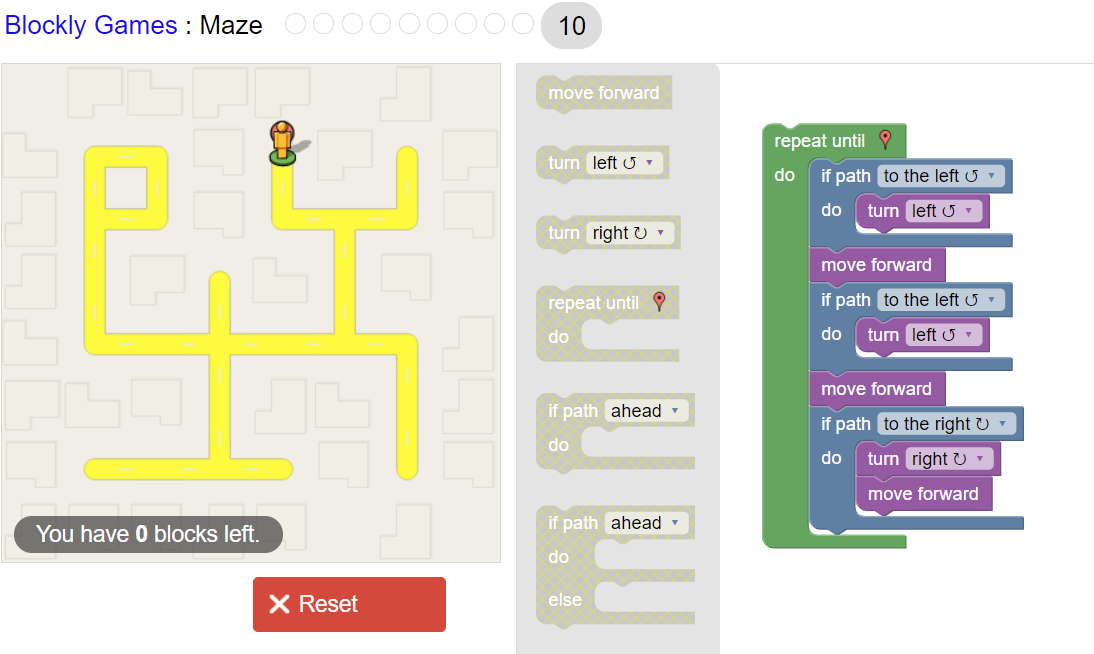 Blockly Games : Maze 10
You have 0 blocks left.
Reset
move forward
turn left ↺ ▾
turn right ↻ ▾
repeat until
do
if path ahead ▾
do
if path ahead ▾
do
else
repeat until
do
if path to the left ↺ ▾
do turn left ↺ ▾
move forward
if path to the left ↺ ▾
do turn left ↺ ▾
move forward
if path to the right ↻ ▾
do turn right ↻ ▾
move forward